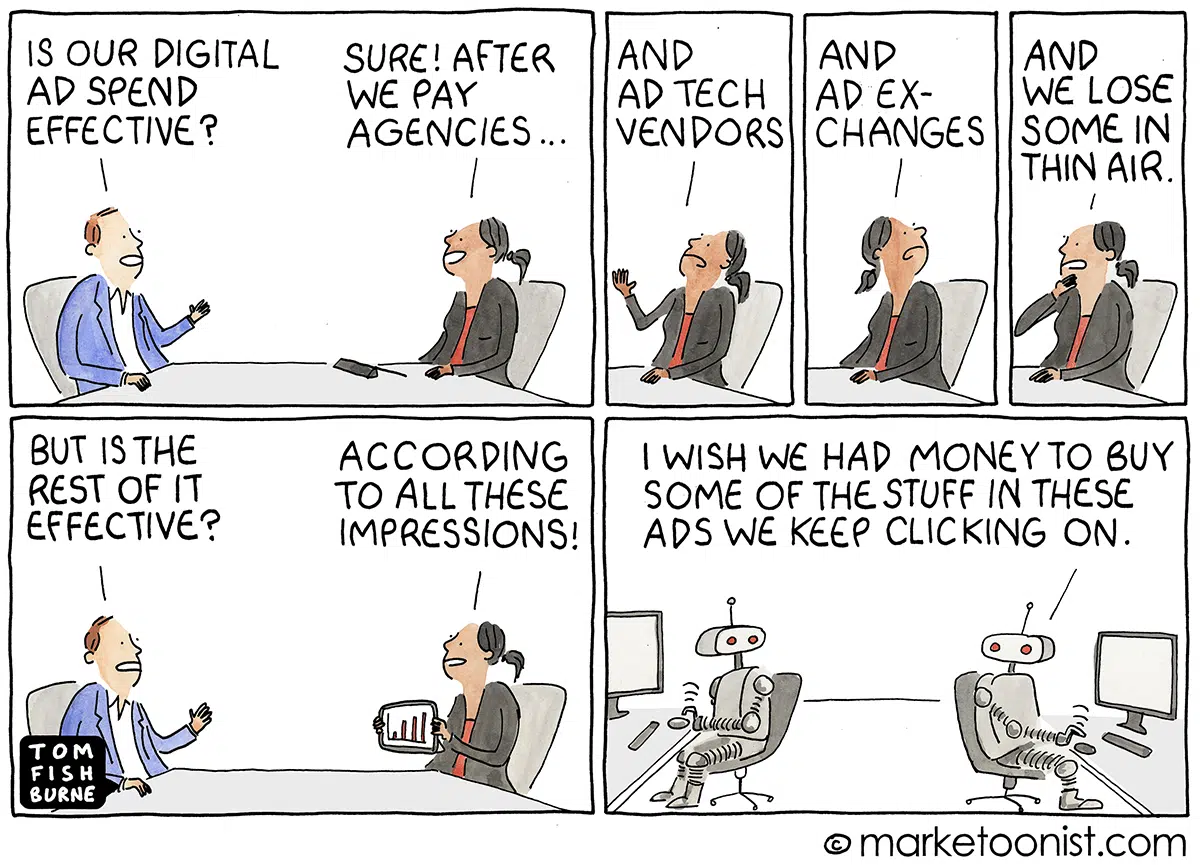 IS OUR DIGITAL
AD SPEND
EFFECTIVE?
SURE! AFTER
WE PAY
AGENCIES...
AND
AD TECH
VENDORS
AND
AD EX-
CHANGES
AND
WE LOSE
SOME IN
THIN AIR.
BUT IS THE
REST OF IT
EFFECTIVE?
ACCORDING
TO ALL THESE
IMPRESSIONS!
I WISH WE HAD MONEY TO BUY
SOME OF THE STUFF IN THESE
ADS WE KEEP CLICKING ON.
TOM
FISH
BURNE
© marketoonist.com